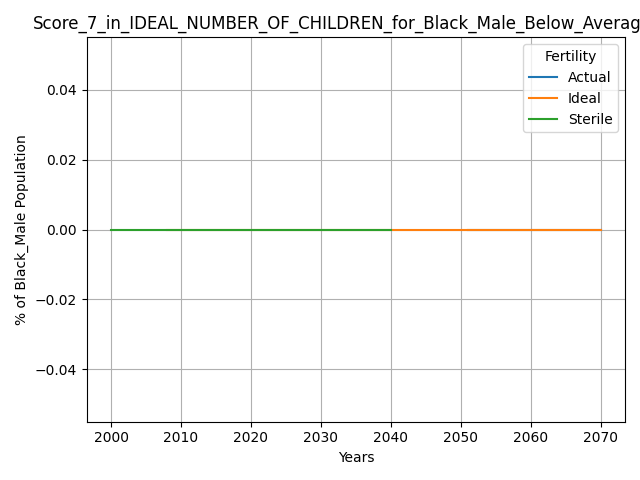 Score_7_in_IDEAL_NUMBER_OF_CHILDREN_for_Black_Male_Below_Averag
Fertility
Actual
Ideal
Sterile
0.04
0.02
0.00
−0.02
−0.04
% of Black_Male Population
2000 2010 2020 2030 2040 2050 2060 2070
Years